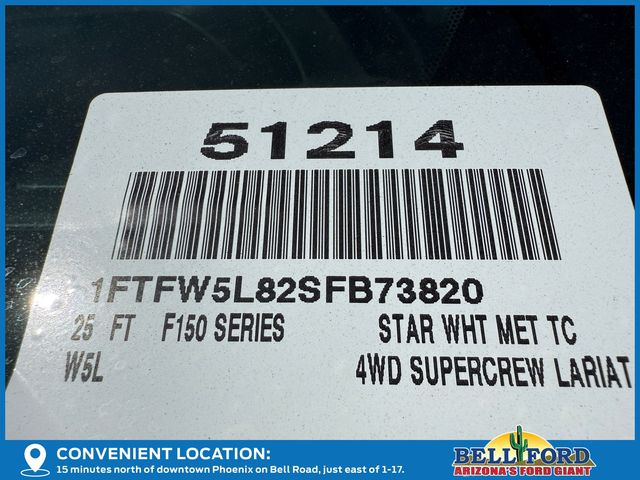 51214
1FTFW5L82SFB73820
25 FT F150 SERIES STAR WHT MET TC
W5L 4WD SUPERCREW LARIAT
CONVENIENT LOCATION:
15 minutes north of downtown Phoenix on Bell Road, just east of 1-17.
BELL FORD
ARIZONA'S FORD GIANT